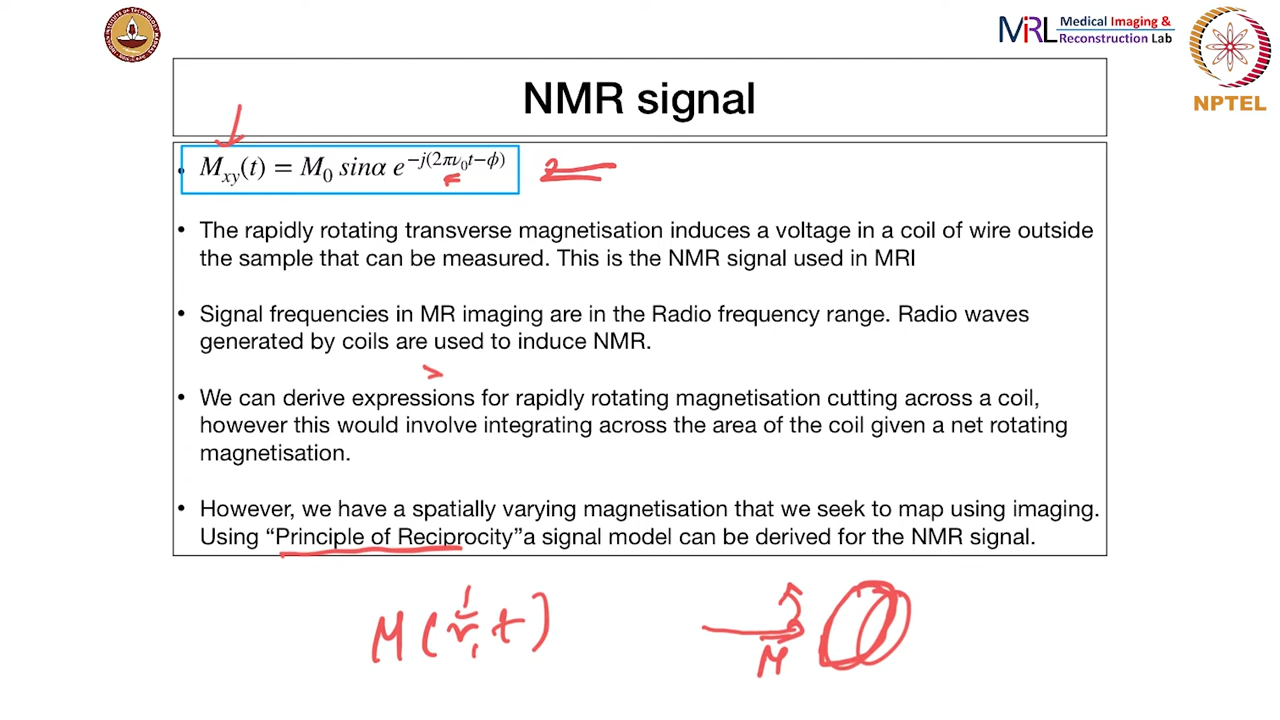 MIRL Medical Imaging &
Reconstruction Lab
NPTEL
NMR signal
• M_xy(t) = M_0 sinα e^{-j(2πν_0t-ϕ)}
• The rapidly rotating transverse magnetisation induces a voltage in a coil of wire outside
the sample that can be measured. This is the NMR signal used in MRI
• Signal frequencies in MR imaging are in the Radio frequency range. Radio waves
generated by coils are used to induce NMR.
• We can derive expressions for rapidly rotating magnetisation cutting across a coil,
however this would involve integrating across the area of the coil given a net rotating
magnetisation.
• However, we have a spatially varying magnetisation that we seek to map using imaging.
Using “Principle of Reciprocity”a signal model can be derived for the NMR signal.
M(r, t)
M